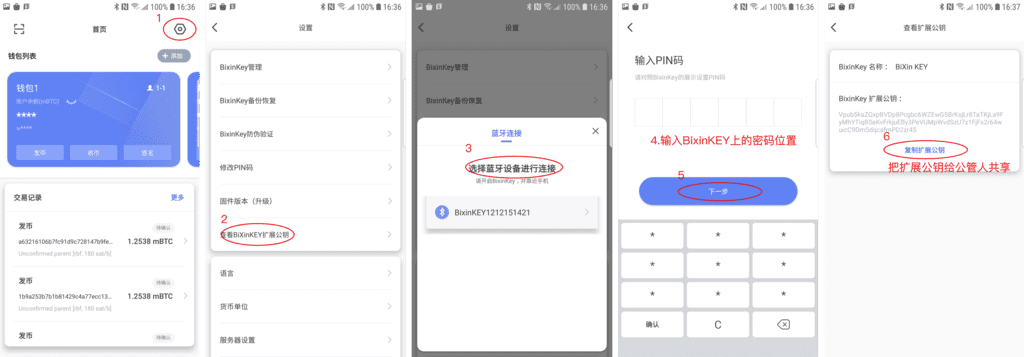 100% 16:36
1
首页
钱包列表
+ 添加
钱包1
1-1
****
发币
收币
签名
交易记录
更多
发币
待确认
a63216106b7fc91d9c728147b9fe...
1.2538 mBTC
Unconfirmed parent [rbf, 180 sat/b]
发币
待确认
1b9a253b7b1b81429c4a77ecc13...
1.2538 mBTC
Unconfirmed parent [rbf, 180 sat/b]
发币
待确认
100% 16:36
设置
BixinKey管理
BixinKey备份恢复
BixinKey防伪验证
修改PIN码
固件版本（升级）
2
查看BiXinKEY扩展公钥
语言
货币单位
服务器设置
100% 16:36
设置
BixinKey管理
BixinKey备份恢复
蓝牙连接
3
选择蓝牙设备进行连接
请开启BixinKey，并靠近手机
BixinKEY1212151421
100% 16:36
输入PIN码
请对照BixinKey的展示设置PIN码
4.输入BixinKEY上的密码位置
5
下一步
* * *
* * *
* * *
确认 C
100% 16:37
查看扩展公钥
BixinKey 名称： BiXin KEY
BixinKey 扩展公钥：
6
复制扩展公钥
把扩展公钥给公管人共享